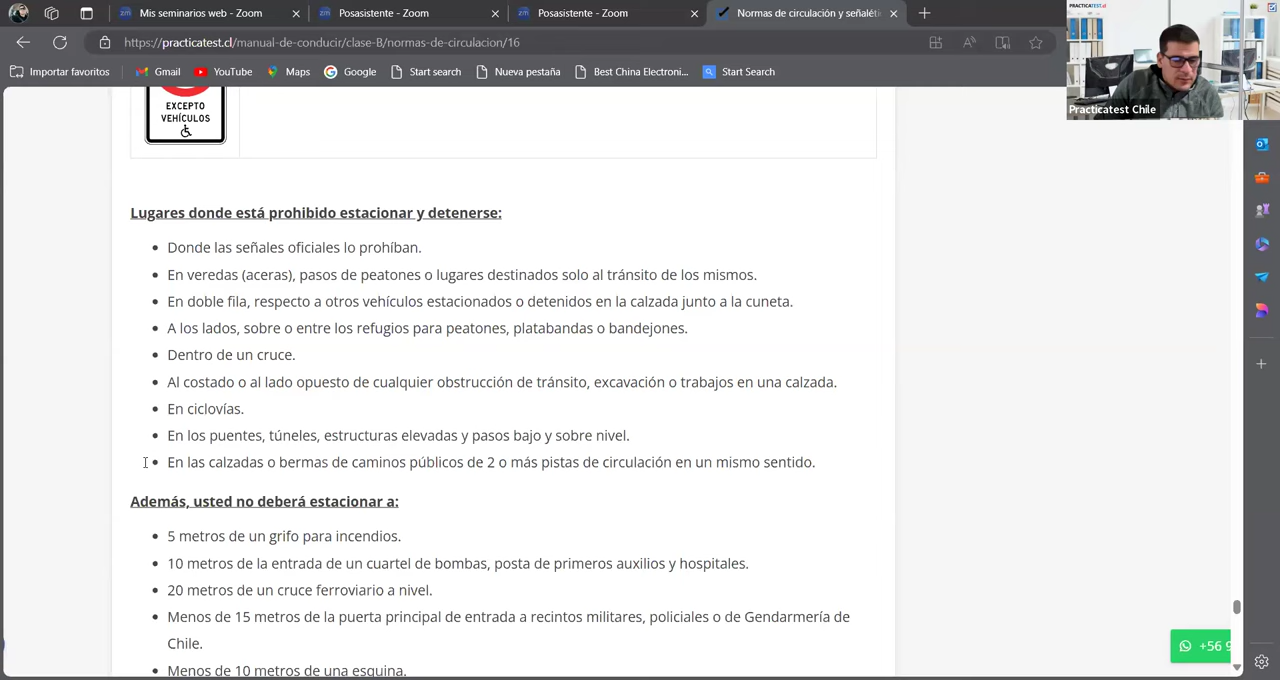 Mis seminarios web - Zoom
Posasistente - Zoom
Posasistente - Zoom
Normas de circulación y señaléti
PRACTICATEST.cl
https://practicatest.cl/manual-de-conducir/clase-B/normas-de-circulacion/16
Importar favoritos
Gmail
YouTube
Maps
Google
Start search
Nueva pestaña
Best China Electroni...
Start Search
Practicatest Chile
EXCEPTO
VEHÍCULOS
Lugares donde está prohibido estacionar y detenerse:
• Donde las señales oficiales lo prohíban.
• En veredas (aceras), pasos de peatones o lugares destinados solo al tránsito de los mismos.
• En doble fila, respecto a otros vehículos estacionados o detenidos en la calzada junto a la cuneta.
• A los lados, sobre o entre los refugios para peatones, platabandas o bandejones.
• Dentro de un cruce.
• Al costado o al lado opuesto de cualquier obstrucción de tránsito, excavación o trabajos en una calzada.
• En ciclovías.
• En los puentes, túneles, estructuras elevadas y pasos bajo y sobre nivel.
• En las calzadas o bermas de caminos públicos de 2 o más pistas de circulación en un mismo sentido.
Además, usted no deberá estacionar a:
• 5 metros de un grifo para incendios.
• 10 metros de la entrada de un cuartel de bombas, posta de primeros auxilios y hospitales.
• 20 metros de un cruce ferroviario a nivel.
• Menos de 15 metros de la puerta principal de entrada a recintos militares, policiales o de Gendarmería de
Chile.
• Menos de 10 metros de una esquina.
+56 9